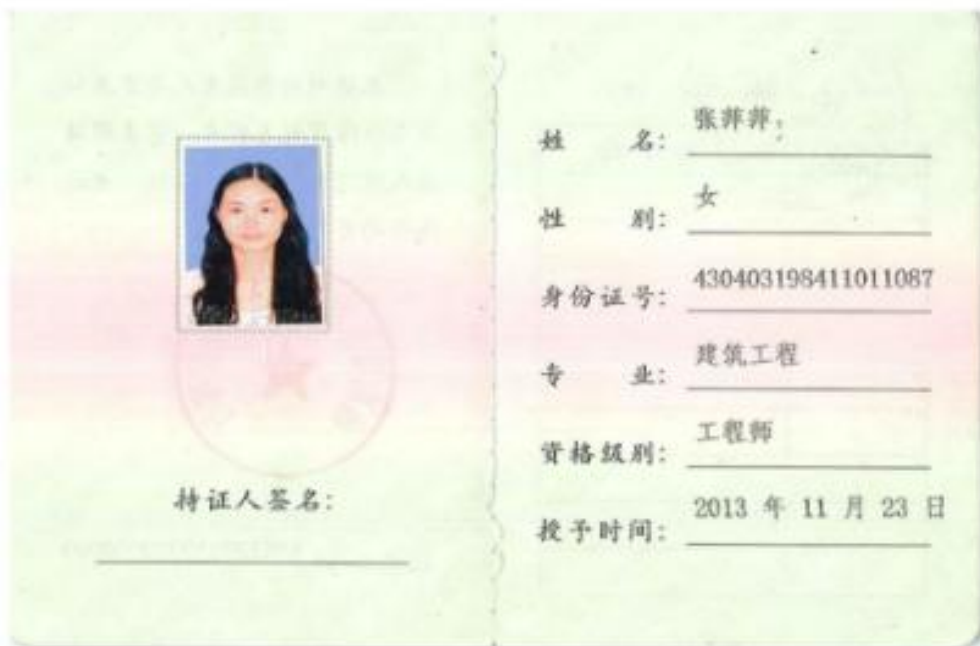 持证人签名:
姓 名: 张萍萍
性 别: 女
身份证号: 430403198411011087
专 业: 建筑工程
资格级别: 工程师
授予时间: 2013 年 11 月 23 日